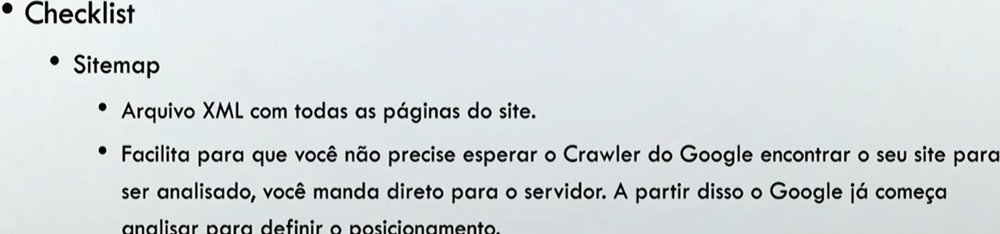 • Checklist
• Sitemap
• Arquivo XML com todas as páginas do site.
• Facilita para que você não precise esperar o Crawler do Google encontrar o seu site para
ser analisado, você manda direto para o servidor. A partir disso o Google já começa
analisar para definir o posicionamento.